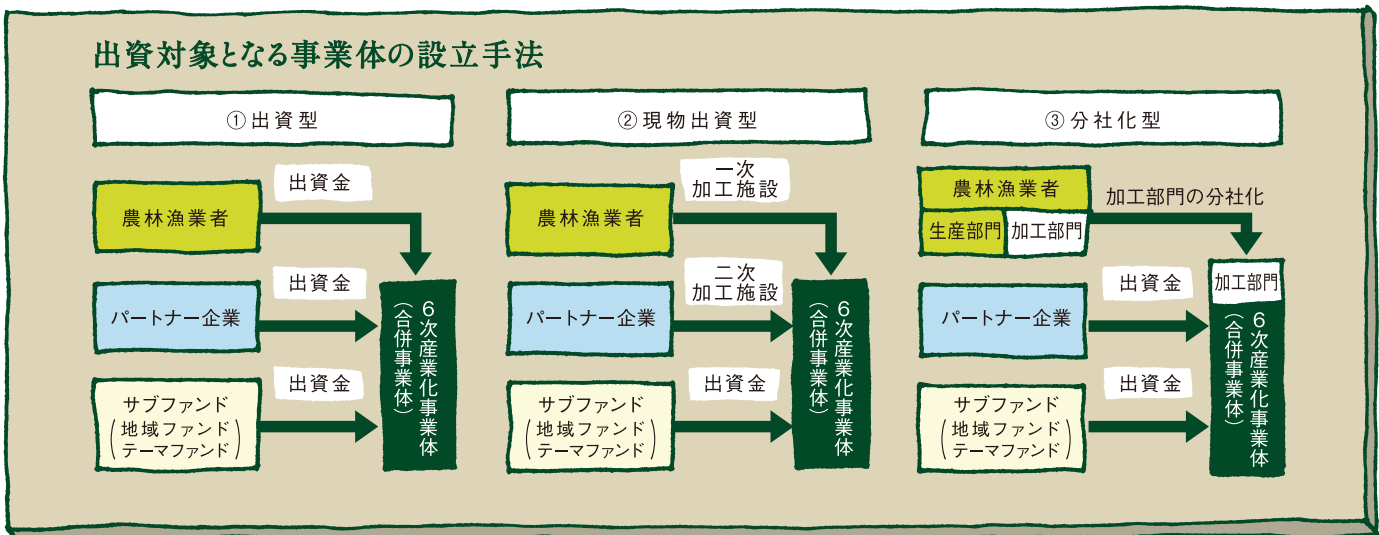 出資対象となる事業体の設立手法
①出資型
出資金
農林漁業者
出資金
パートナー企業
出資金
サブファンド
(地域ファンド
テーマファンド)
6次産業化事業体
(合併事業体)
②現物出資型
一次
加工施設
農林漁業者
二次
加工施設
パートナー企業
出資金
サブファンド
(地域ファンド
テーマファンド)
6次産業化事業体
(合併事業体)
③分社化型
農林漁業者
生産部門
加工部門
加工部門の分社化
出資金
パートナー企業
出資金
サブファンド
(地域ファンド
テーマファンド)
加工部門
6次産業化事業体
(合併事業体)